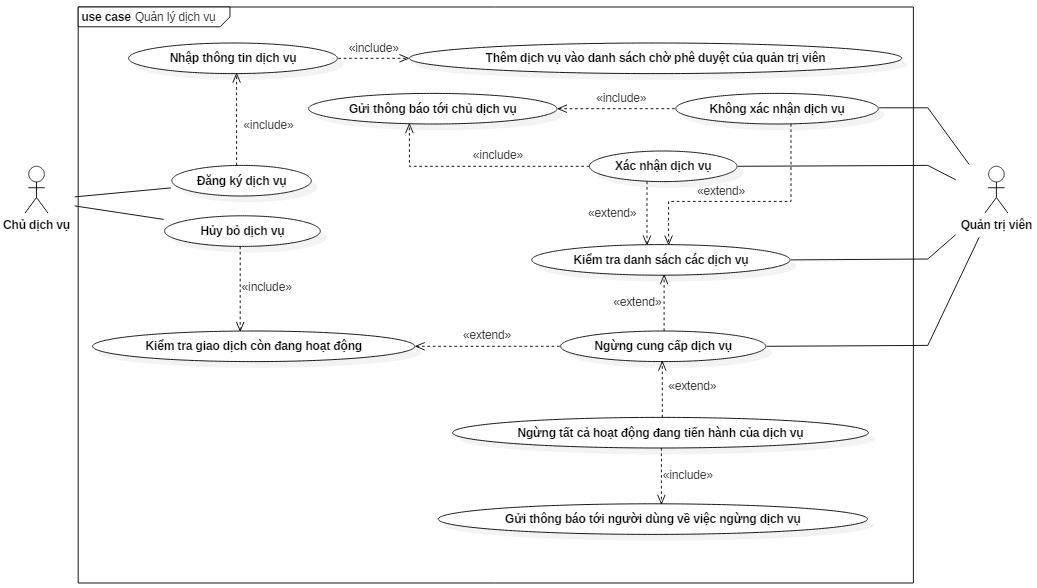 use case Quản lý dịch vụ
Nhập thông tin dịch vụ
«include»
Thêm dịch vụ vào danh sách chờ phê duyệt của quản trị viên
Gửi thông báo tới chủ dịch vụ
«include»
Không xác nhận dịch vụ
«include»
«include»
Xác nhận dịch vụ
Đăng ký dịch vụ
«extend»
«extend»
Chủ dịch vụ
Quản trị viên
Hủy bỏ dịch vụ
Kiểm tra danh sách các dịch vụ
«include»
«extend»
Kiểm tra giao dịch còn đang hoạt động
«extend»
Ngừng cung cấp dịch vụ
«extend»
Ngừng tất cả hoạt động đang tiến hành của dịch vụ
«include»
Gửi thông báo tới người dùng về việc ngừng dịch vụ